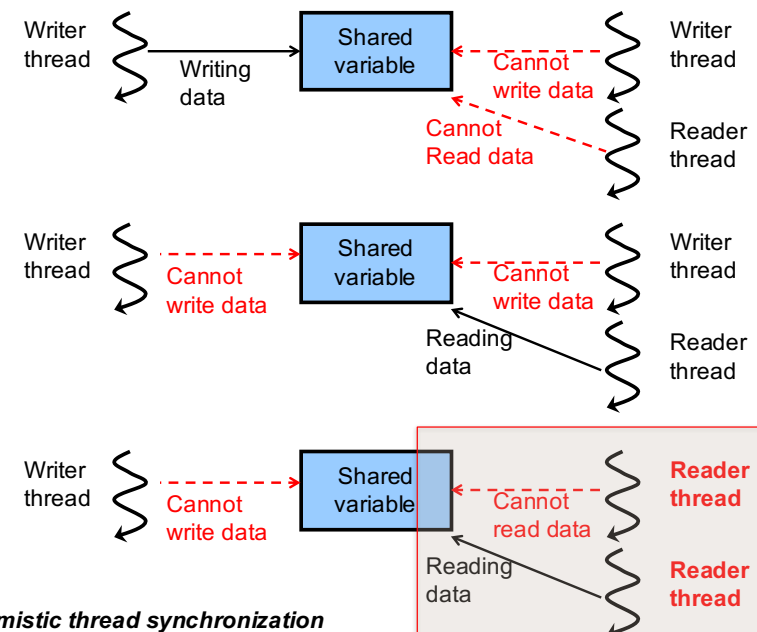 Writer
thread
Writing
data
Shared
variable
Cannot
write data
Writer
thread
Cannot
Read data
Reader
thread
Writer
thread
Cannot
write data
Shared
variable
Cannot
write data
Writer
thread
Reading
data
Reader
thread
Writer
thread
Cannot
write data
Shared
variable
Cannot
read data
Reader
thread
Reading
data
Reader
thread
mistic thread synchronization